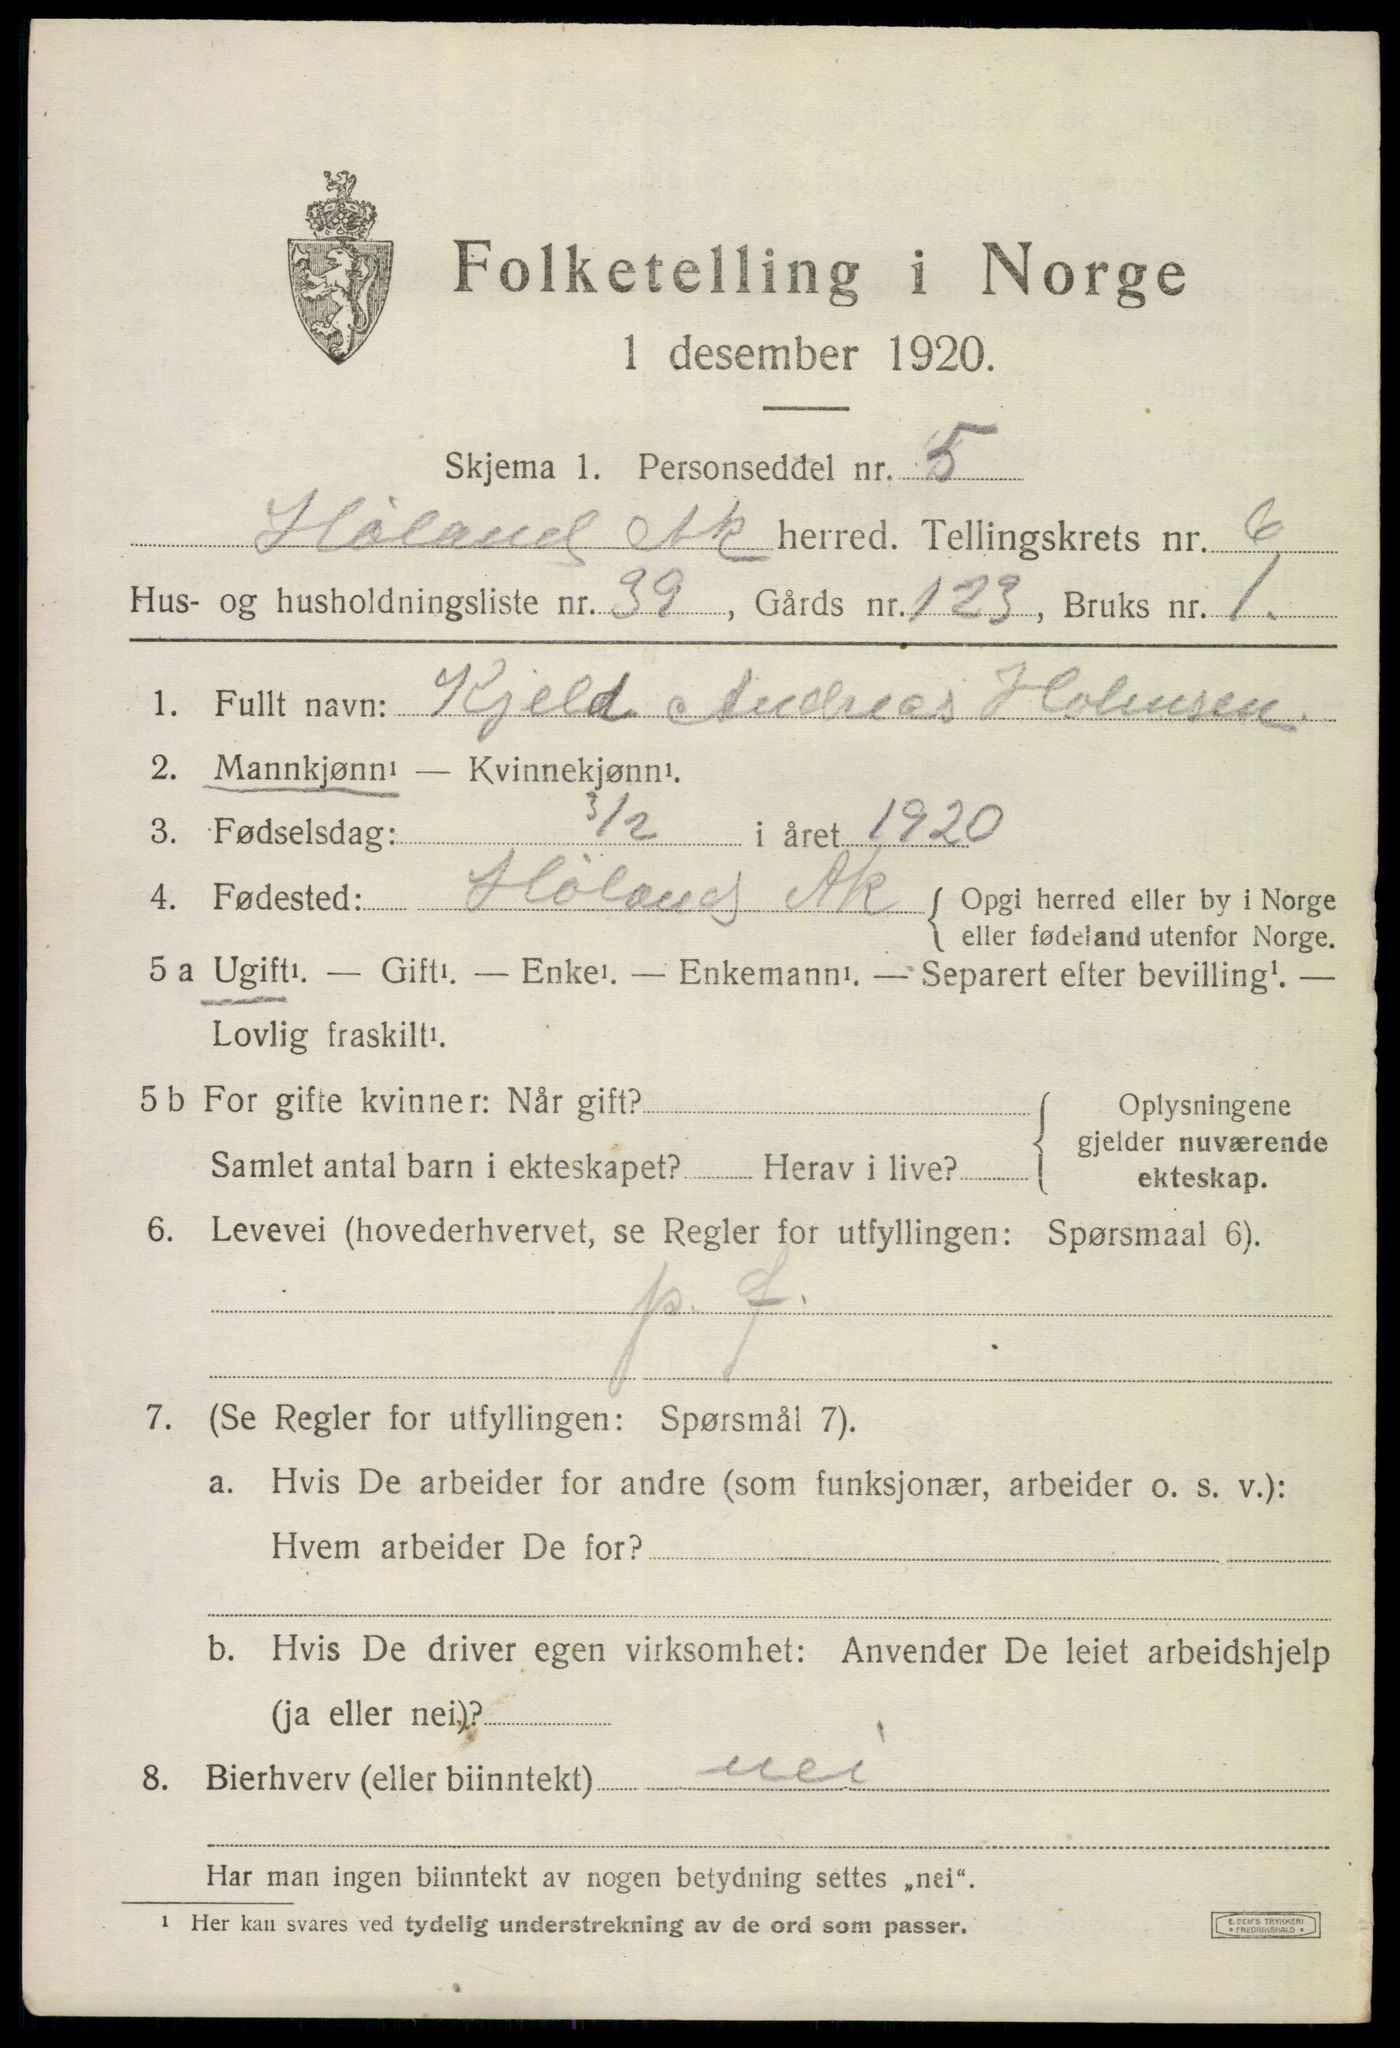 Folketelling i Norge
1 desember 1920.
Skjema 1. Personseddel nr. 5
Høland Ak herred. Tellingskrets nr. 6
Hus- og husholdningsliste nr. 39, Gårds nr. 123, Bruks nr. 1.
1. Fullt navn: Kjeld Andreas Holmsen.
2. Mannkjønn¹ — Kvinnekjønn¹.
3. Fødselsdag: 3/2 i året 1920
4. Fødested: Høland Ak { Opgi herred eller by i Norge
eller fødeland utenfor Norge.
5 a Ugift¹. — Gift¹. — Enke¹. — Enkemann¹. — Separert efter bevilling¹. —
Lovlig fraskilt¹.
5 b For gifte kvinner: Når gift? { Oplysningene
gjelder nuværende
Samlet antal barn i ekteskapet? Herav i live?
ekteskap.
6. Levevei (hovederhvervet, se Regler for utfyllingen: Spørsmaal 6).
p. f.
7. (Se Regler for utfyllingen: Spørsmål 7).
a. Hvis De arbeider for andre (som funksjonær, arbeider o. s. v.):
Hvem arbeider De for?
b. Hvis De driver egen virksomhet: Anvender De leiet arbeidshjelp
(ja eller nei)?
8. Bierhverv (eller biinntekt) nei
Har man ingen biinntekt av nogen betydning settes „nei“.
¹ Her kan svares ved tydelig understrekning av de ord som passer.
E. SEM'S TRYKKERI
* FREDRIKSHALD *